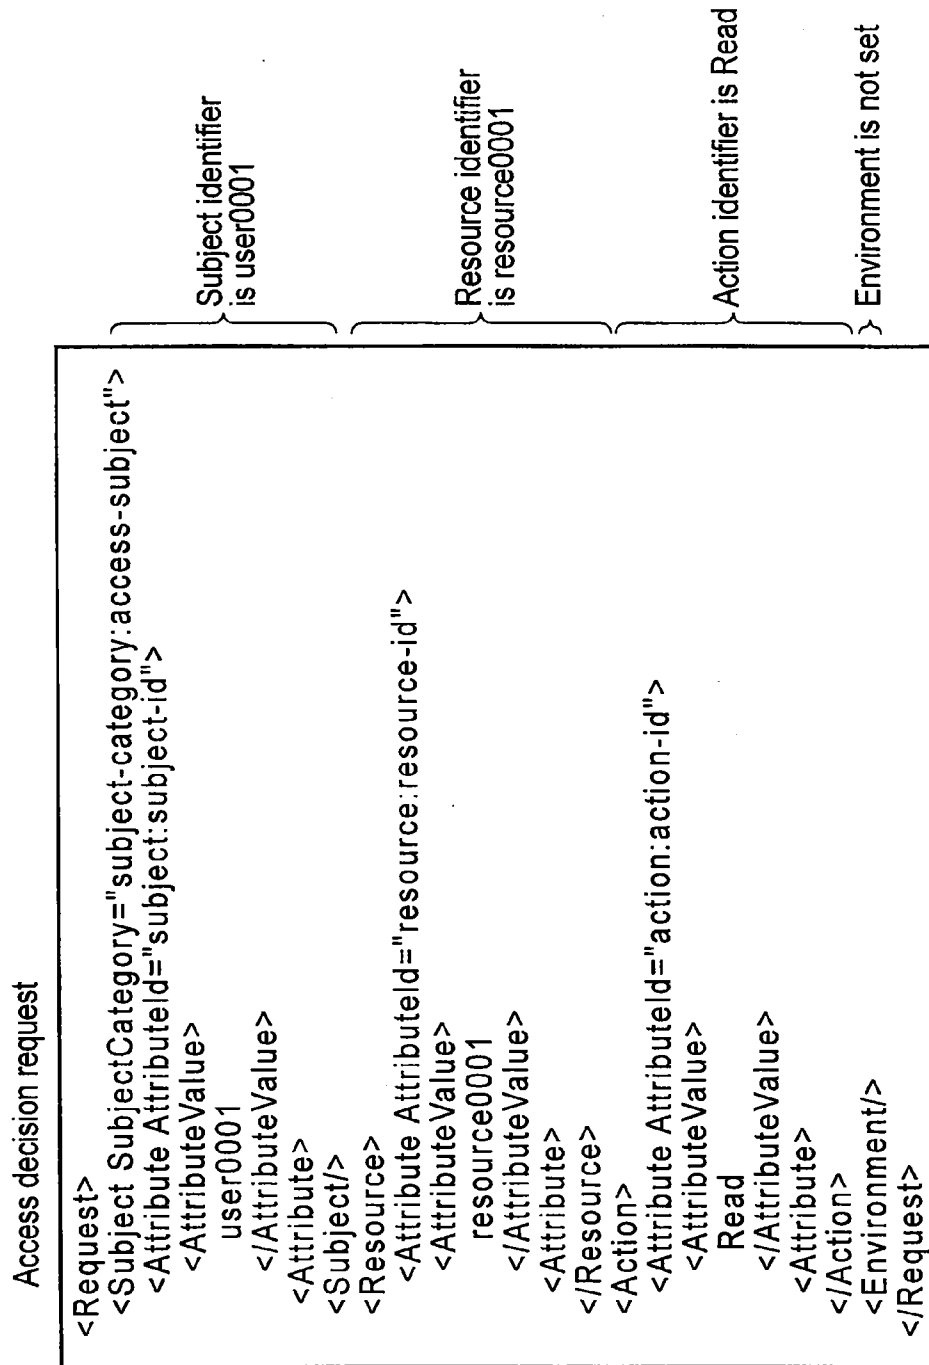 Access decision request
<Request>
<Subject SubjectCategory="subject-category:access-subject">
<Attribute AttributeId="subject:subject-id">
<AttributeValue>
user0001
</AttributeValue>
<Attribute>
<Subject/>
<Resource>
<Attribute AttributeId="resource:resource-id">
<AttributeValue>
resource0001
</AttributeValue>
<Attribute>
</Resource>
<Action>
<Attribute AttributeId="action:action-id">
<AttributeValue>
Read
</AttributeValue>
<Attribute>
</Action>
<Environment/>
</Request>
Subject identifier
is user0001
Resource identifier
is resource0001
Action identifier is Read
Environment is not set